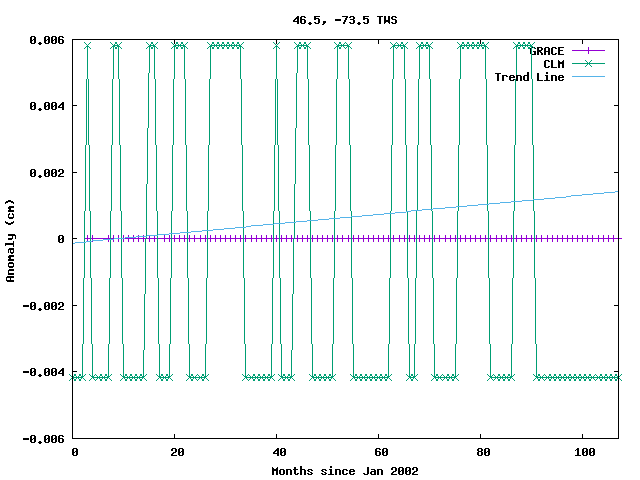 46.5, -73.5 TWS
GRACE
CLM
Trend Line
0.006
0.004
0.002
0
-0.002
-0.004
-0.006
Anomaly (cm)
0 20 40 60 80 100
Months since Jan 2002